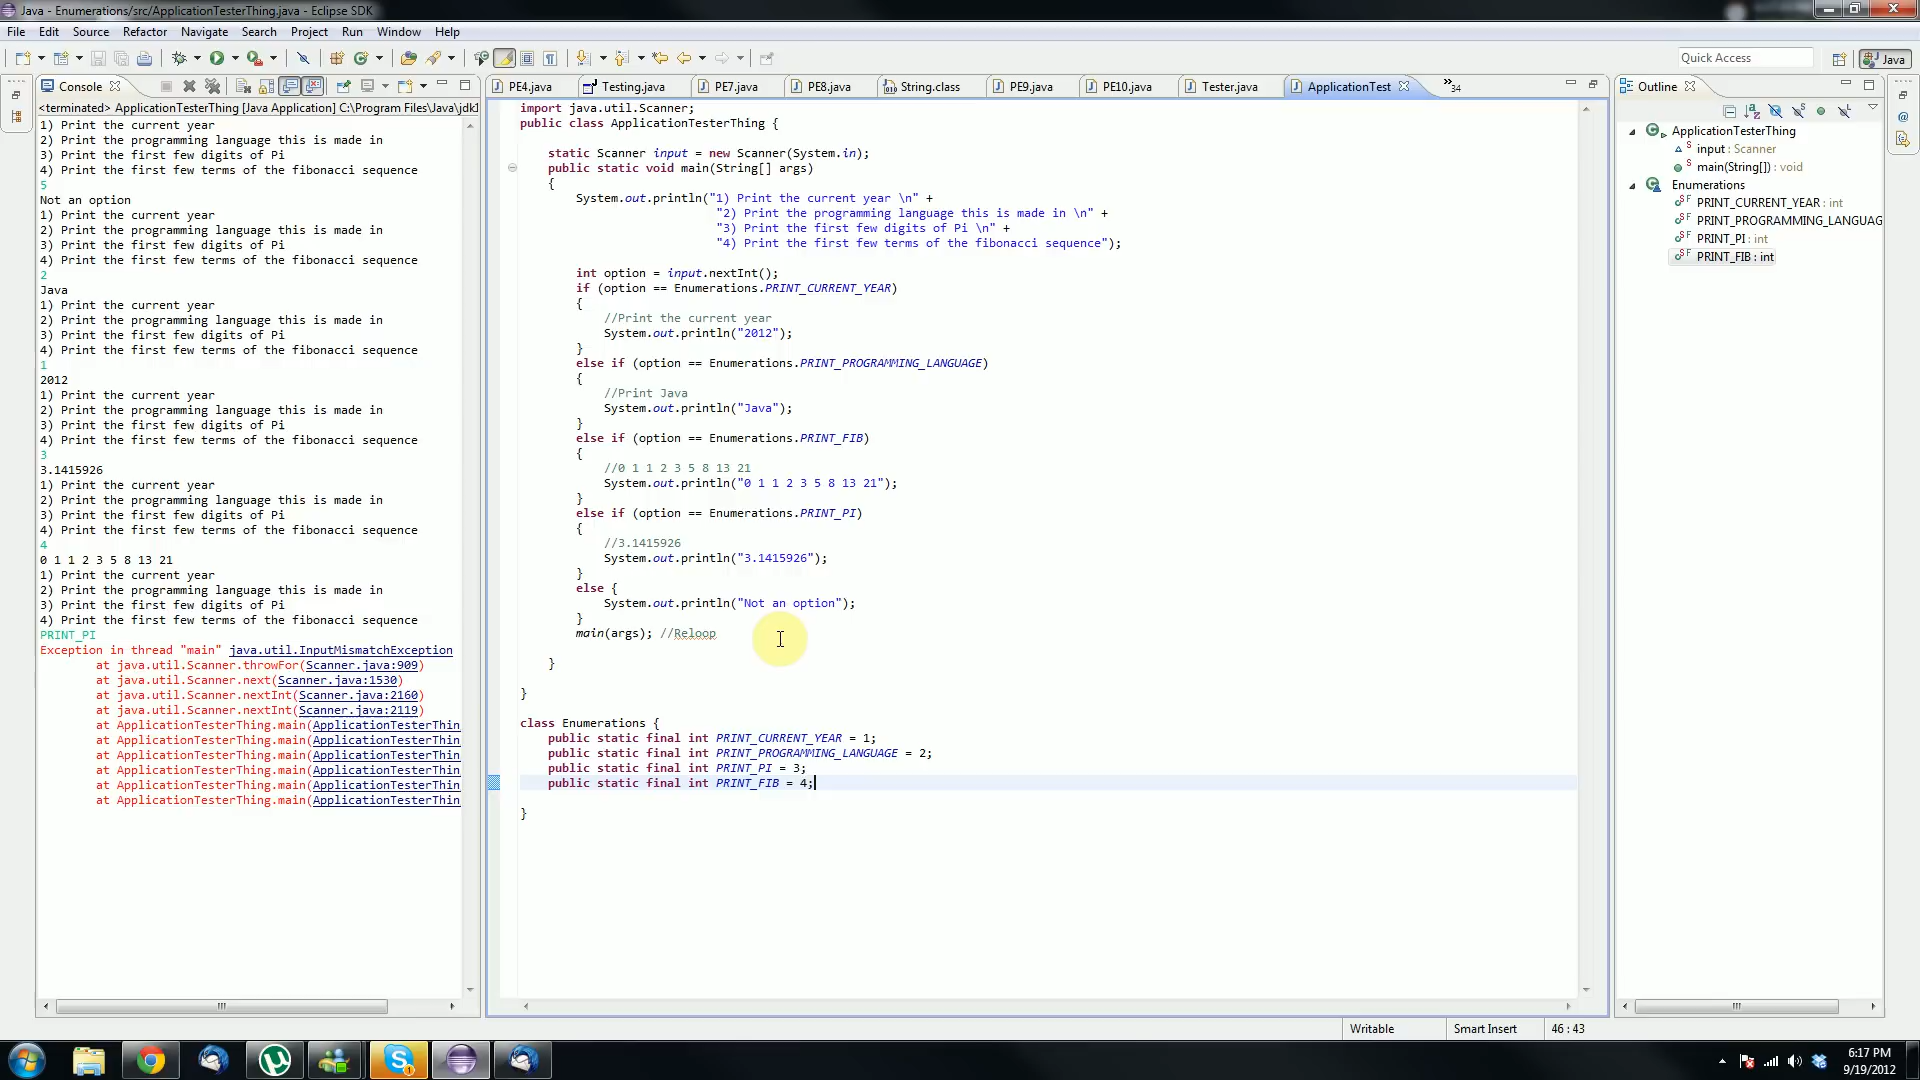 Java - Enumerations/src/ApplicationTesterThing.java - Eclipse SDK
File Edit Source Refactor Navigate Search Project Run Window Help
Quick Access
Java
Console
<terminated> ApplicationTesterThing [Java Application] C:\Program Files\Java\jdk
1) Print the current year
2) Print the programming language this is made in
3) Print the first few digits of Pi
4) Print the first few terms of the fibonacci sequence
5
Not an option
1) Print the current year
2) Print the programming language this is made in
3) Print the first few digits of Pi
4) Print the first few terms of the fibonacci sequence
2
Java
1) Print the current year
2) Print the programming language this is made in
3) Print the first few digits of Pi
4) Print the first few terms of the fibonacci sequence
1
2012
1) Print the current year
2) Print the programming language this is made in
3) Print the first few digits of Pi
4) Print the first few terms of the fibonacci sequence
3
3.1415926
1) Print the current year
2) Print the programming language this is made in
3) Print the first few digits of Pi
4) Print the first few terms of the fibonacci sequence
4
0 1 1 2 3 5 8 13 21
1) Print the current year
2) Print the programming language this is made in
3) Print the first few digits of Pi
4) Print the first few terms of the fibonacci sequence
PRINT_PI
Exception in thread "main" java.util.InputMismatchException
at java.util.Scanner.throwFor(Scanner.java:909)
at java.util.Scanner.next(Scanner.java:1530)
at java.util.Scanner.nextInt(Scanner.java:2160)
at java.util.Scanner.nextInt(Scanner.java:2119)
at ApplicationTesterThing.main(ApplicationTesterThin
at ApplicationTesterThing.main(ApplicationTesterThin
at ApplicationTesterThing.main(ApplicationTesterThin
at ApplicationTesterThing.main(ApplicationTesterThin
at ApplicationTesterThing.main(ApplicationTesterThin
at ApplicationTesterThing.main(ApplicationTesterThin
PE4.java Testing.java PE7.java PE8.java String.class PE9.java PE10.java Tester.java ApplicationTest 34
import java.util.Scanner;
public class ApplicationTesterThing {
static Scanner input = new Scanner(System.in);
public static void main(String[] args)
{
System.out.println("1) Print the current year \n" +
"2) Print the programming language this is made in \n" +
"3) Print the first few digits of Pi \n" +
"4) Print the first few terms of the fibonacci sequence");
int option = input.nextInt();
if (option == Enumerations.PRINT_CURRENT_YEAR)
{
//Print the current year
System.out.println("2012");
}
else if (option == Enumerations.PRINT_PROGRAMMING_LANGUAGE)
{
//Print Java
System.out.println("Java");
}
else if (option == Enumerations.PRINT_FIB)
{
//0 1 1 2 3 5 8 13 21
System.out.println("0 1 1 2 3 5 8 13 21");
}
else if (option == Enumerations.PRINT_PI)
{
//3.1415926
System.out.println("3.1415926");
}
else {
System.out.println("Not an option");
}
main(args); //Reloop
}
}
class Enumerations {
public static final int PRINT_CURRENT_YEAR = 1;
public static final int PRINT_PROGRAMMING_LANGUAGE = 2;
public static final int PRINT_PI = 3;
public static final int PRINT_FIB = 4;
}
Outline
ApplicationTesterThing
input : Scanner
main(String[]) : void
Enumerations
PRINT_CURRENT_YEAR : int
PRINT_PROGRAMMING_LANGUAG
PRINT_PI : int
PRINT_FIB : int
Writable Smart Insert 46 : 43
6:17 PM
9/19/2012